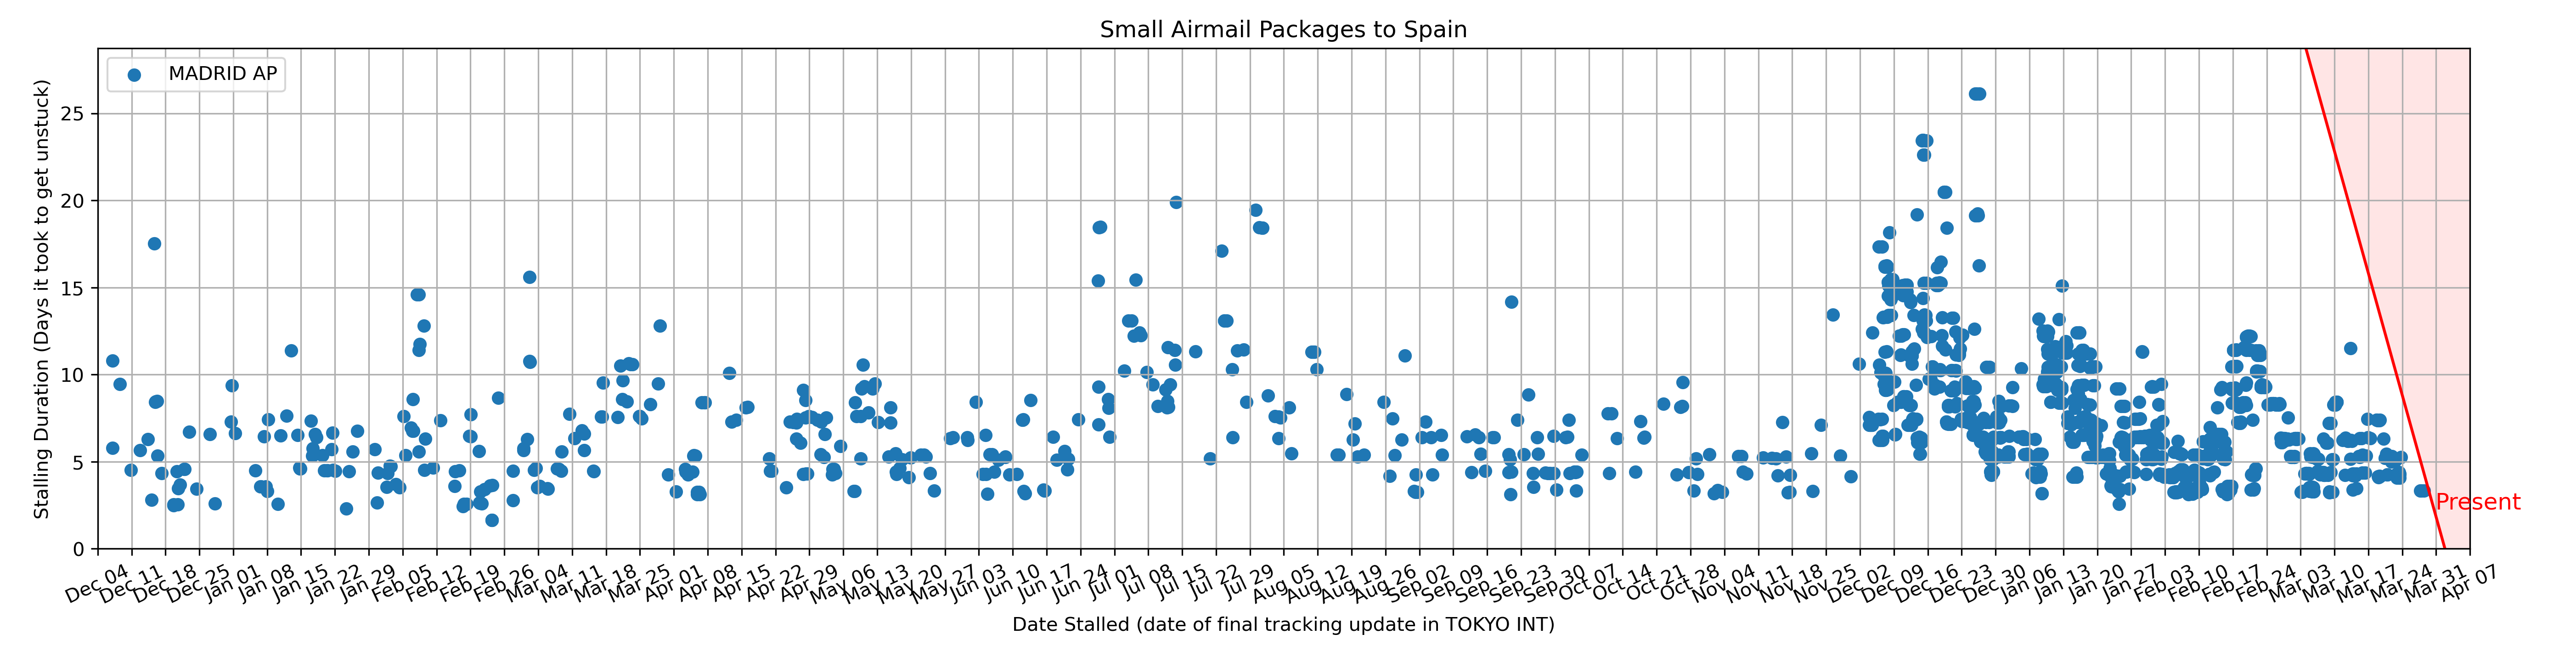 Small Airmail Packages to Spain
MADRID AP
Stalling Duration (Days it took to get unstuck)
25
20
15
10
5
0
Present
Dec 04 Dec 11 Dec 18 Dec 25 Jan 01 Jan 08 Jan 15 Jan 22 Jan 29 Feb 05 Feb 12 Feb 19 Feb 26 Mar 04 Mar 11 Mar 18 Mar 25 Apr 01 Apr 08 Apr 15 Apr 22 Apr 29 May 06 May 13 May 20 May 27 Jun 03 Jun 10 Jun 17 Jun 24 Jul 01 Jul 08 Jul 15 Jul 22 Jul 29 Aug 05 Aug 12 Aug 19 Aug 26 Sep 02 Sep 09 Sep 16 Sep 23 Sep 30 Oct 07 Oct 14 Oct 21 Oct 28 Nov 04 Nov 11 Nov 18 Nov 25 Dec 02 Dec 09 Dec 16 Dec 23 Dec 30 Jan 06 Jan 13 Jan 20 Jan 27 Feb 03 Feb 10 Feb 17 Feb 24 Mar 03 Mar 10 Mar 17 Mar 24 Mar 31 Apr 07
Date Stalled (date of final tracking update in TOKYO INT)